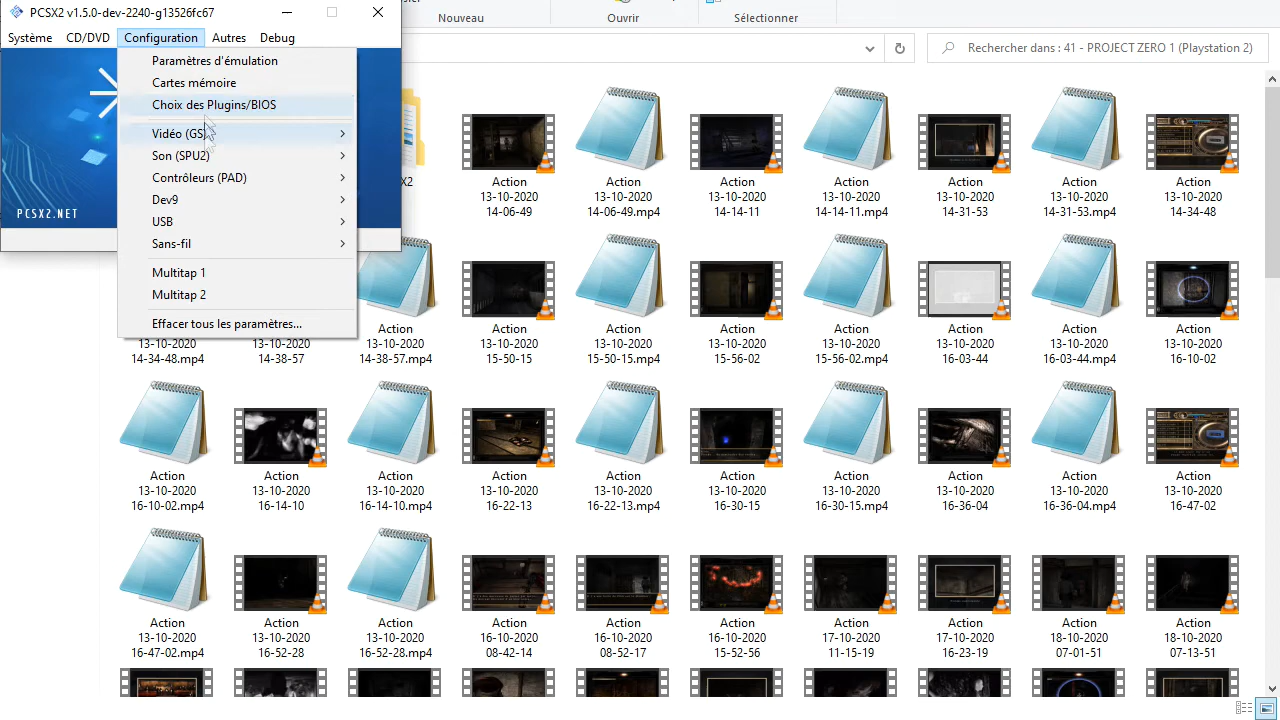 PCSX2 v1.5.0-dev-2240-g13526fc67
Système CD/DVD Configuration Autres Debug
PCSX2.NET
Paramètres d'émulation
Cartes mémoire
Choix des Plugins/BIOS
Vidéo (GS)
Son (SPU2)
Contrôleurs (PAD)
Dev9
USB
Sans-fil
Multitap 1
Multitap 2
Effacer tous les paramètres...
Nouveau Ouvrir Sélectionner
Rechercher dans : 41 - PROJECT ZERO 1 (Playstation 2)
Action Action Action Action Action Action Action
13-10-2020 13-10-2020 13-10-2020 13-10-2020 13-10-2020 13-10-2020 13-10-2020
14-06-49 14-06-49.mp4 14-14-11 14-14-11.mp4 14-31-53 14-31-53.mp4 14-34-48
Action Action Action Action Action Action Action Action
13-10-2020 13-10-2020 13-10-2020 13-10-2020 13-10-2020 13-10-2020 13-10-2020 13-10-2020 13-10-2020 13-10-2020
14-34-48.mp4 14-38-57 14-38-57.mp4 15-50-15 15-50-15.mp4 15-56-02 15-56-02.mp4 16-03-44 16-03-44.mp4 16-10-02
Action Action Action Action Action Action Action Action Action Action
13-10-2020 13-10-2020 13-10-2020 13-10-2020 13-10-2020 13-10-2020 13-10-2020 13-10-2020 13-10-2020 13-10-2020
16-10-02.mp4 16-14-10 16-14-10.mp4 16-22-13 16-22-13.mp4 16-30-15 16-30-15.mp4 16-36-04 16-36-04.mp4 16-47-02
Action Action Action Action Action Action Action Action Action Action
13-10-2020 13-10-2020 13-10-2020 16-10-2020 16-10-2020 16-10-2020 17-10-2020 17-10-2020 18-10-2020 18-10-2020
16-47-02.mp4 16-52-28 16-52-28.mp4 08-42-14 08-52-17 15-52-56 11-15-19 16-23-19 07-01-51 07-13-51